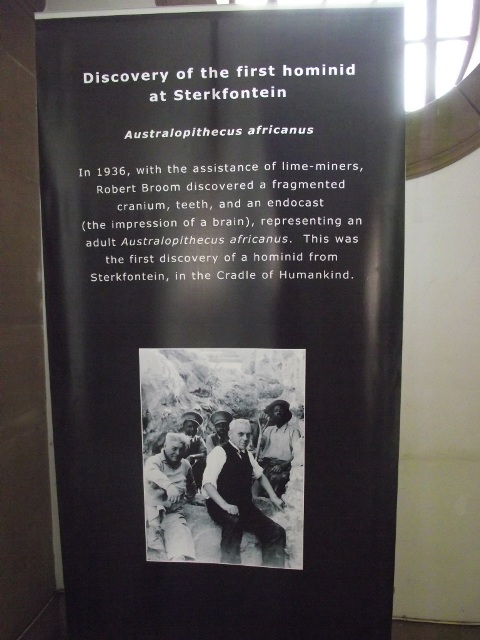 Discovery of the first hominid
at Sterkfontein
Australopithecus africanus
In 1936, with the assistance of lime-miners,
Robert Broom discovered a fragmented
cranium, teeth, and an endocast
(the impression of a brain), representing an
adult Australopithecus africanus. This was
the first discovery of a hominid from
Sterkfontein, in the Cradle of Humankind.